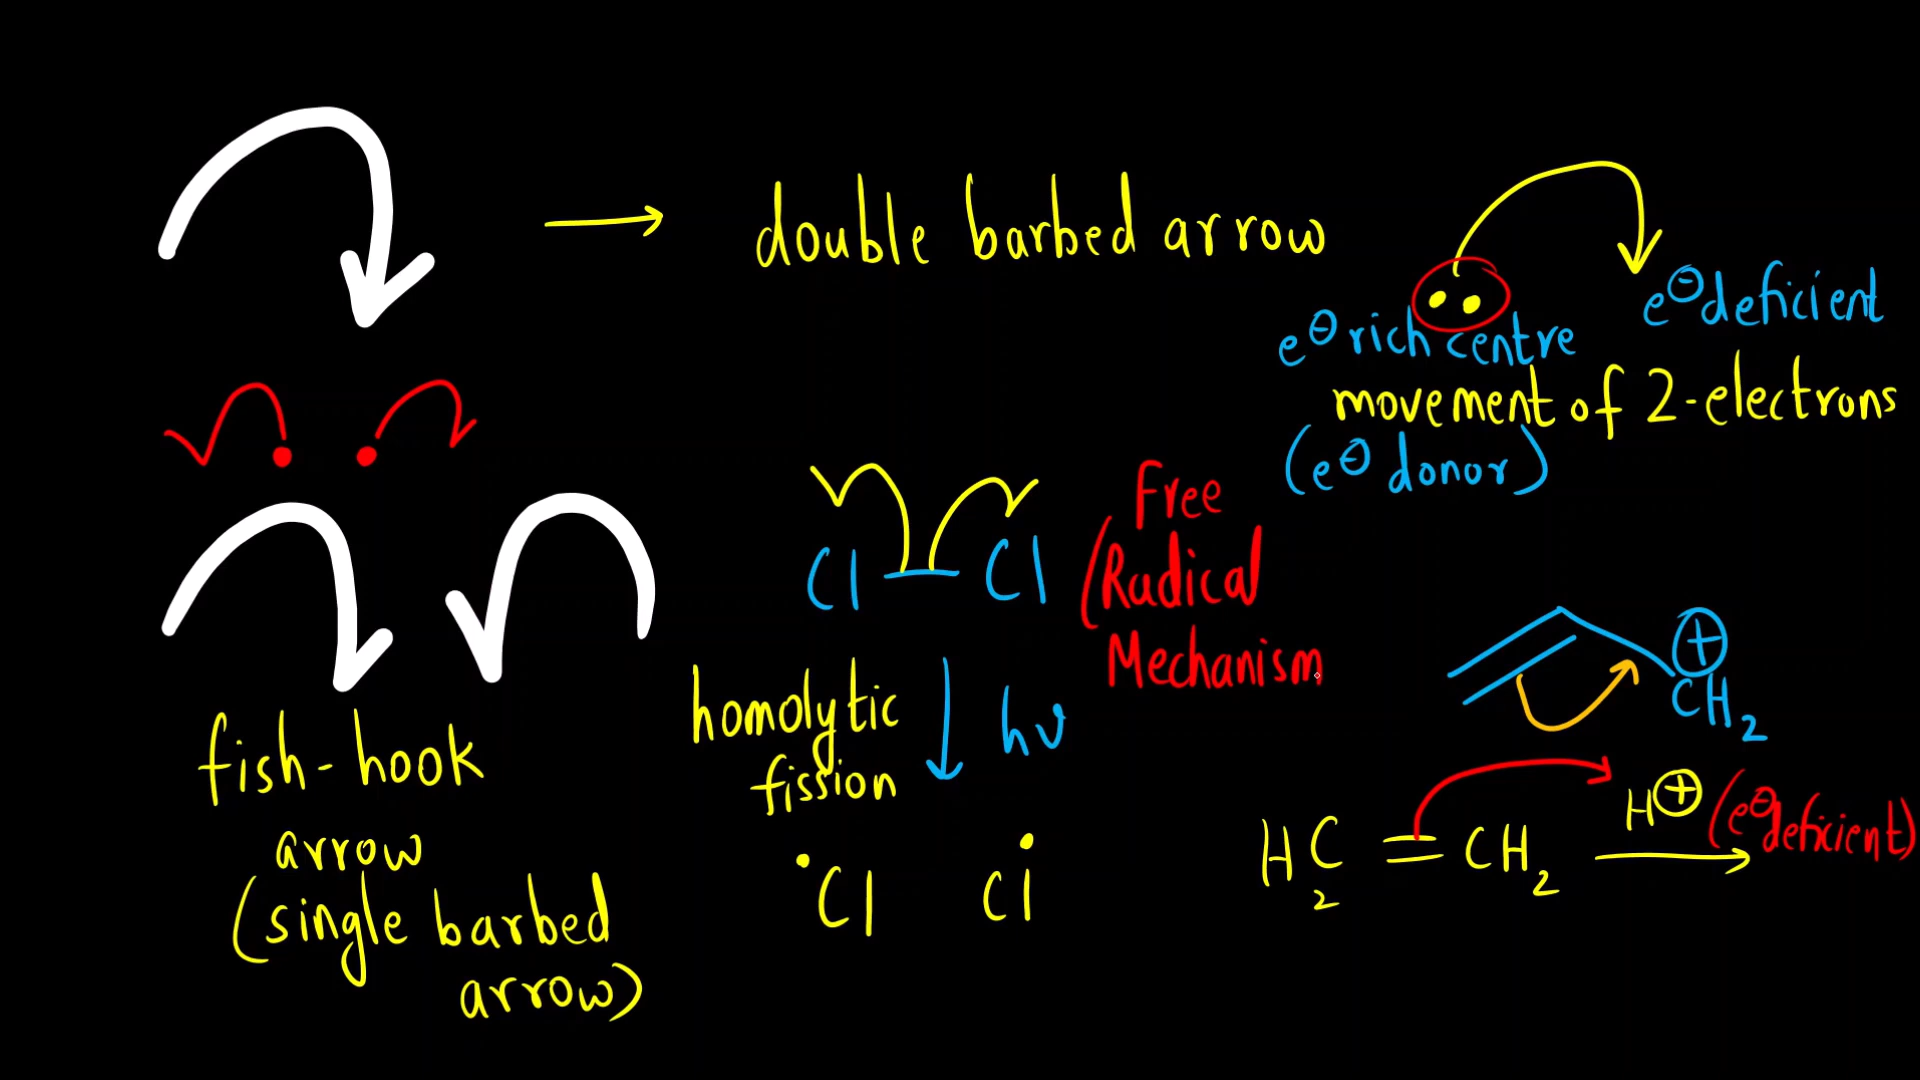 double barbed arrow
e⊖ rich centre
e⊖ deficient
movement of 2-electrons
(e⊖ donor)
Cl — Cl
(Free
Radical
Mechanism
homolytic
fission
hν
•Cl Cl•
fish-hook
arrow
(single barbed
arrow)
⊕
CH₂
H₂C = CH₂
H⊕ (e⊖ deficient)